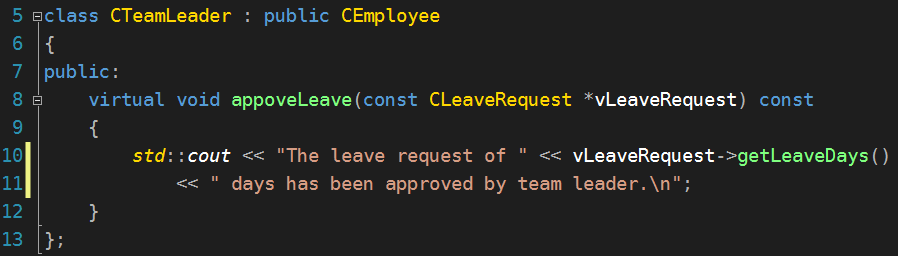 5 class CTeamLeader : public CEmployee
6 {
7 public:
8     virtual void appoveLeave(const CLeaveRequest *vLeaveRequest) const
9     {
10         std::cout << "The leave request of " << vLeaveRequest->getLeaveDays()
11             << " days has been approved by team leader.\n";
12     }
13 };